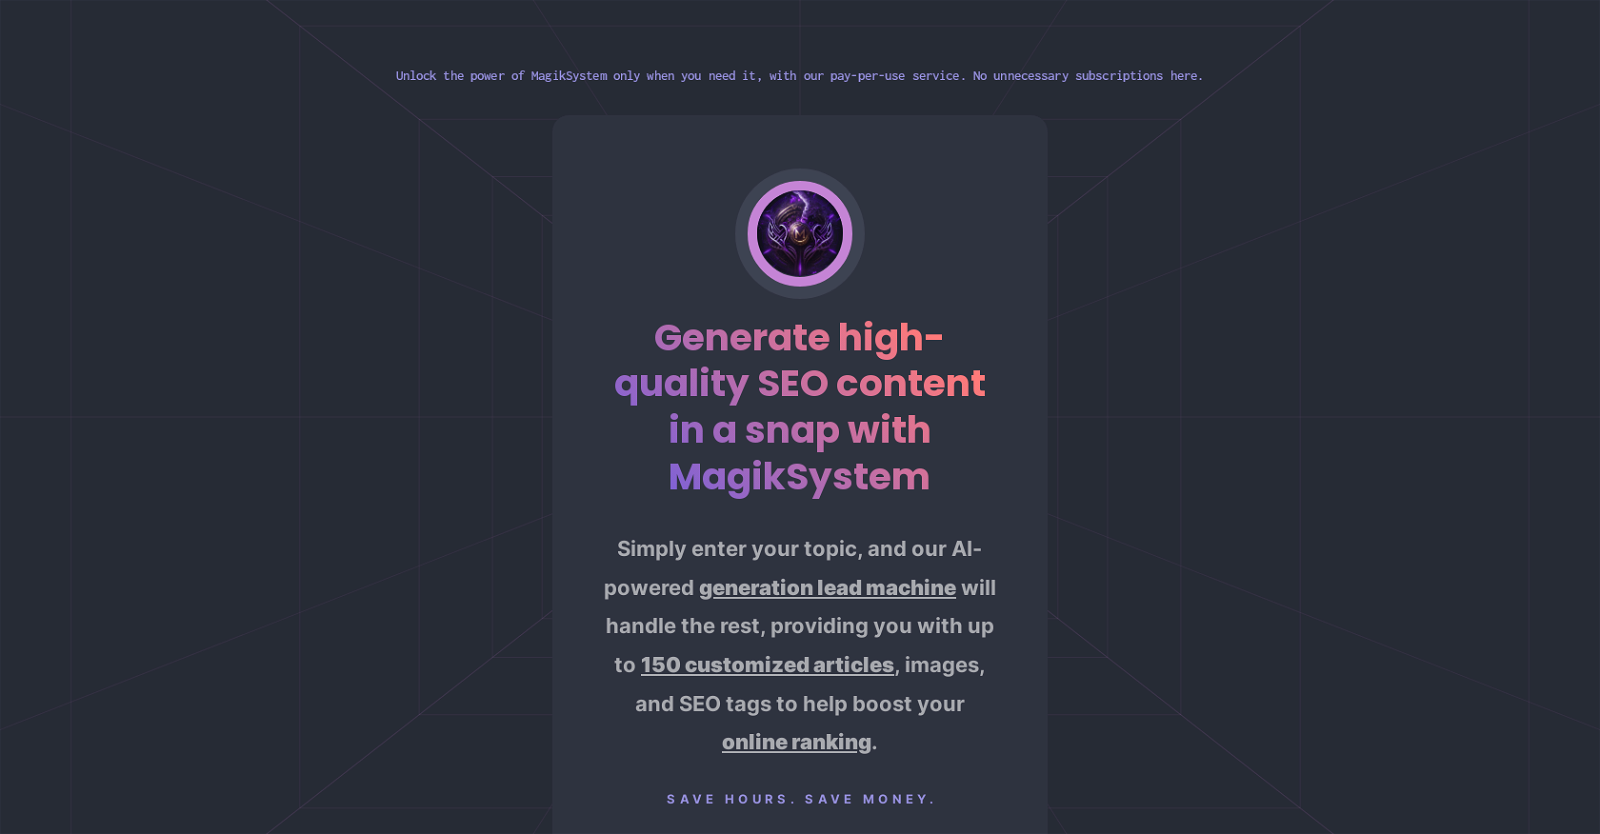 Unlock the power of MagikSystem only when you need it, with our pay-per-use service. No unnecessary subscriptions here.
Generate high-
quality SEO content
in a snap with
MagikSystem
Simply enter your topic, and our AI-
powered generation lead machine will
handle the rest, providing you with up
to 150 customized articles, images,
and SEO tags to help boost your
online ranking.
SAVE HOURS. SAVE MONEY.